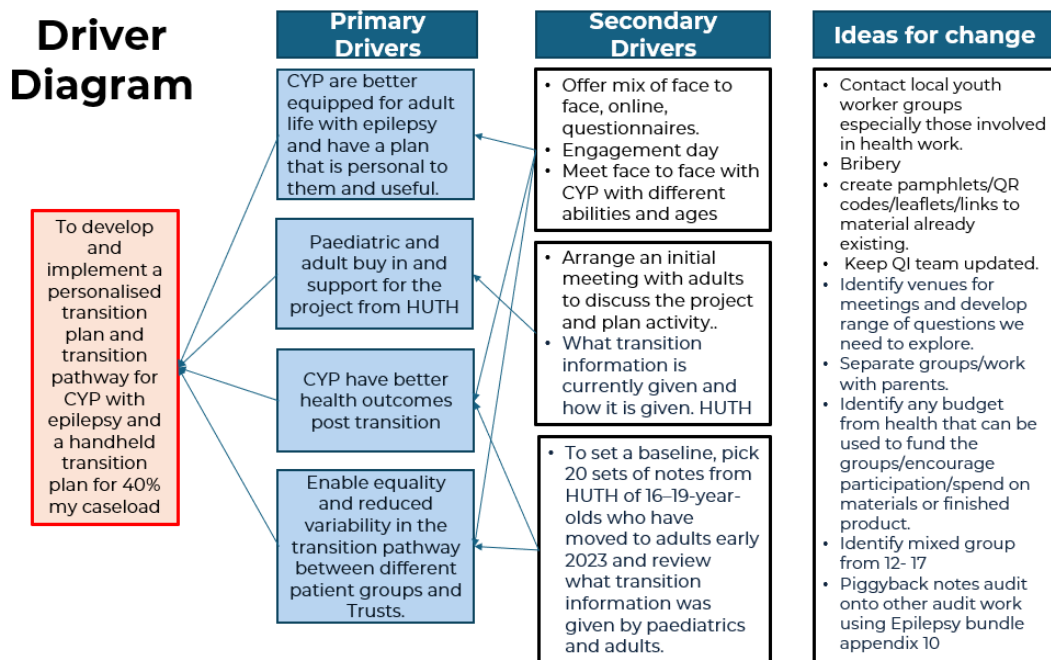 Driver
Diagram
Primary
Drivers
Secondary
Drivers
Ideas for change
To develop
and
implement a
personalised
transition
plan and
transition
pathway for
CYP with
epilepsy and
a handheld
transition
plan for 40%
my caseload
CYP are better
equipped for adult
life with epilepsy
and have a plan
that is personal to
them and useful.
Paediatric and
adult buy in and
support for the
project from HUTH
CYP have better
health outcomes
post transition
Enable equality
and reduced
variability in the
transition pathway
between different
patient groups and
Trusts.
• Offer mix of face to
face, online,
questionnaires.
• Engagement day
• Meet face to face with
CYP with different
abilities and ages
• Arrange an initial
meeting with adults
to discuss the project
and plan activity..
• What transition
information is
currently given and
how it is given. HUTH
• To set a baseline, pick
20 sets of notes from
HUTH of 16–19-year-
olds who have
moved to adults early
2023 and review
what transition
information was
given by paediatrics
and adults.
• Contact local youth
worker groups
especially those involved
in health work.
• Bribery
• create pamphlets/QR
codes/leaflets/links to
material already
existing.
• Keep QI team updated.
• Identify venues for
meetings and develop
range of questions we
need to explore.
• Separate groups/work
with parents.
• Identify any budget
from health that can be
used to fund the
groups/encourage
participation/spend on
materials or finished
product.
• Identify mixed group
from 12- 17
• Piggyback notes audit
onto other audit work
using Epilepsy bundle
appendix 10